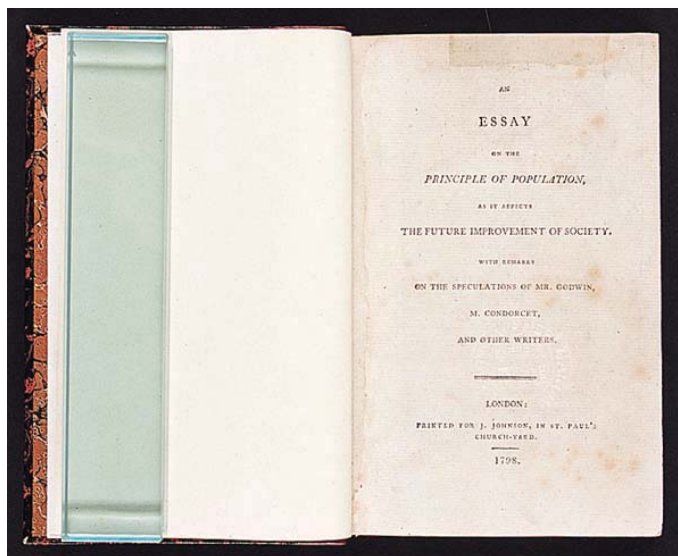 AN
ESSAY
ON THE
PRINCIPLE OF POPULATION,
AS IT AFFECTS
THE FUTURE IMPROVEMENT OF SOCIETY.
WITH REMARKS
ON THE SPECULATIONS OF MR. GODWIN,
M. CONDORCET,
AND OTHER WRITERS.
LONDON:
PRINTED FOR J. JOHNSON, IN ST. PAUL'S
CHURCH-YARD.
1798.